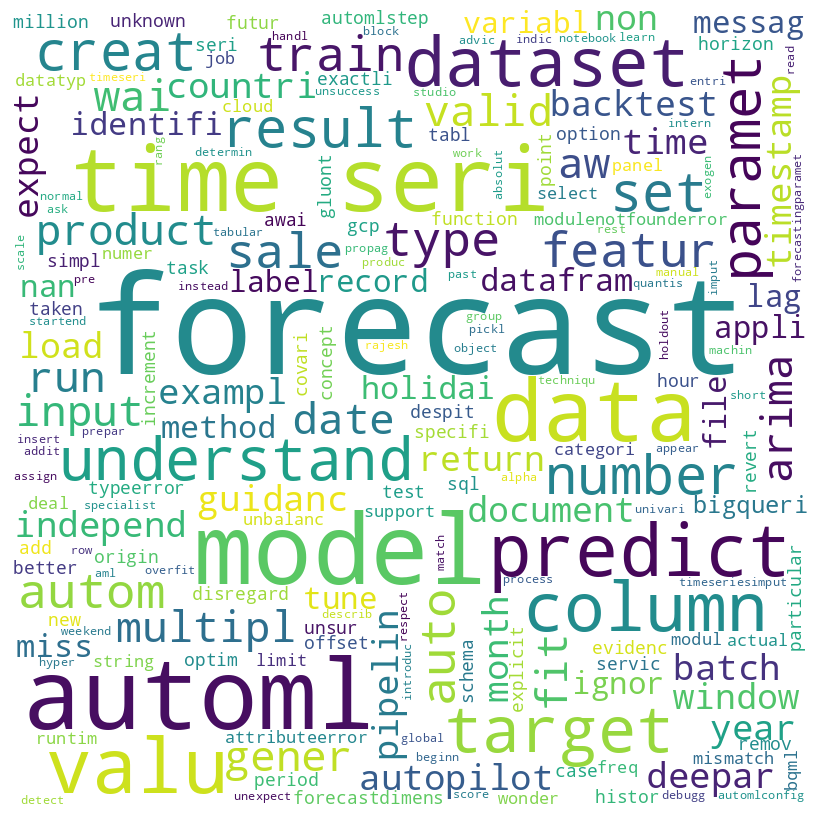 million unknown futur automlstep handl block advic indic notebook learn variabl non messag
creat seri job train dataset horizon read
datatyp timeseri wai countri exactli unsuccess studio cloud valid backtest entri paramet timestamp
expect identifi result tabl option time intern
rang determin time seri gluont work absolut point select aw panel set exogen
normal ask product awai gcp function modulenotfounderror rest forecastingparamet
scale numer tabular sale propag type produc featur
simpl task label record past datafram manual quantis imput lag
nan pre instead group pickl
taken startend forecast rajesh object holdout appli
load increment covari concept machin
run exampl holidai techniqu data hour short arima
input method date despit file
insert prepar specifi categori appear revert
addit understand return number
assign typeerror test sql alpha univari
deal specialist guidanc support document bigqueri
independ unbalanc
add row origin model match predict
better aml overfit process timeseriesimput particular
autom disregard tune describ respect auto column
new unsur month explicit fit evidenc modul actual
miss weekend multipl offset pipelin introduc schema servic batch
hyper string optim limit ignor window
automl target year
runtim attributeerror global remov
valu gener beginn mismatch bqml
period autopilot case freq deepar
detect unexpect forecastdimens score wonder histor debugg automlconfig